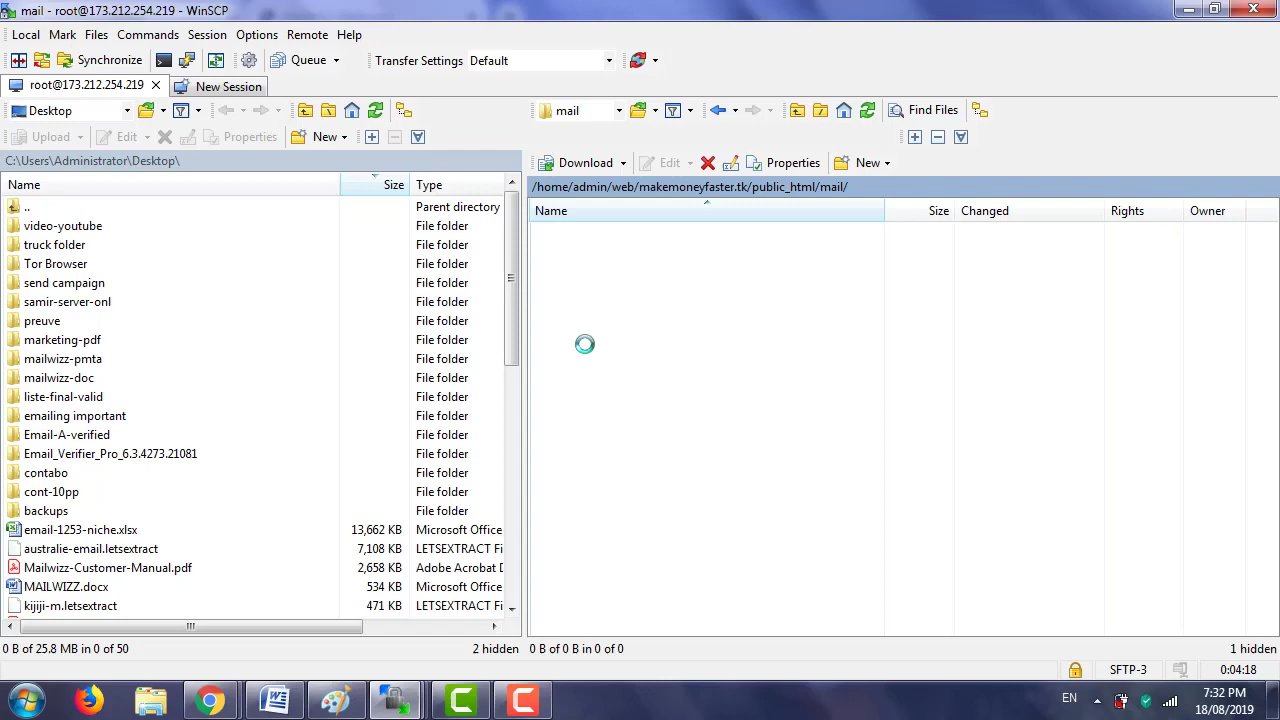 mail - root@173.212.254.219 - WinSCP
Local Mark Files Commands Session Options Remote Help
Synchronize Queue Transfer Settings Default
root@173.212.254.219 New Session
Desktop mail Find Files
Upload Edit Properties New
Download Edit Properties New
C:\Users\Administrator\Desktop\
/home/admin/web/makemoneyfaster.tk/public_html/mail/
Name Size Type
Name Size Changed Rights Owner
.. Parent directory
video-youtube File folder
truck folder File folder
Tor Browser File folder
send campaign File folder
samir-server-onl File folder
preuve File folder
marketing-pdf File folder
mailwizz-pmta File folder
mailwizz-doc File folder
liste-final-valid File folder
emailing important File folder
Email-A-verified File folder
Email_Verifier_Pro_6.3.4273.21081 File folder
contabo File folder
cont-10pp File folder
backups File folder
email-1253-niche.xlsx 13,662 KB Microsoft Office
australie-email.letsextract 7,108 KB LETSEXTRACT Fi
Mailwizz-Customer-Manual.pdf 2,658 KB Adobe Acrobat D
MAILWIZZ.docx 534 KB Microsoft Office
kijiji-m.letsextract 471 KB LETSEXTRACT Fi
0 B of 25.8 MB in 0 of 50 2 hidden
0 B of 0 B in 0 of 0 1 hidden
SFTP-3 0:04:18
EN 7:32 PM
18/08/2019